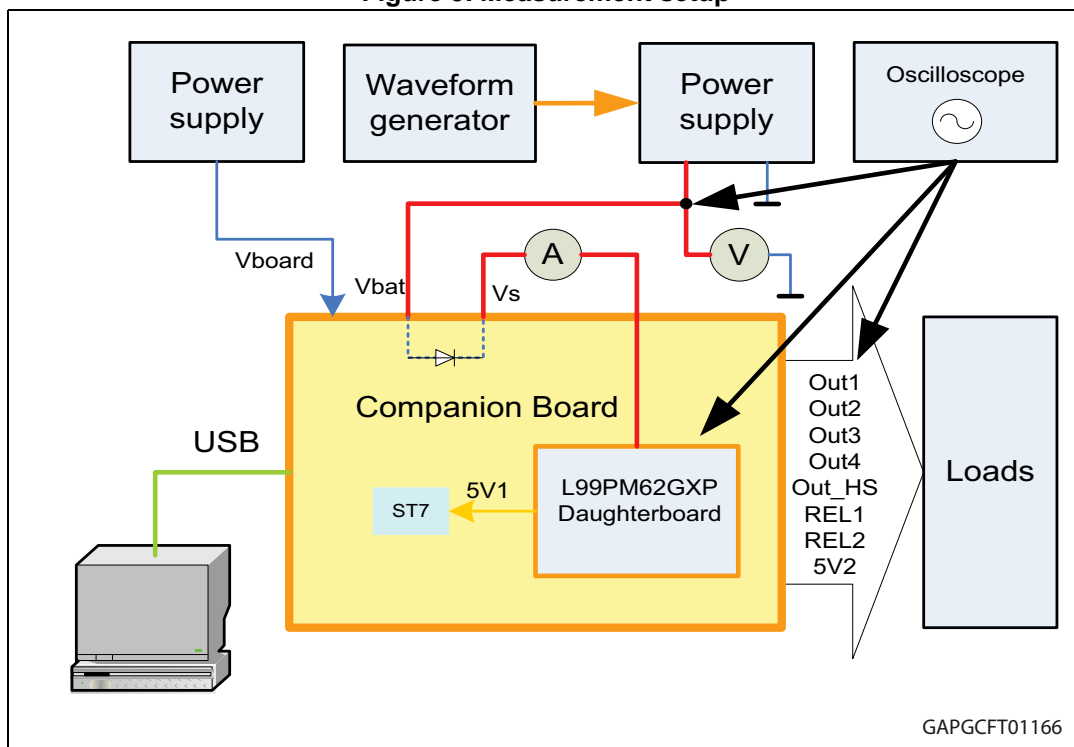 Power
supply
Waveform
generator
Power
supply
Oscilloscope
Vboard
Vbat
Vs
A
V
Companion Board
USB
ST7
5V1
L99PM62GXP
Daughterboard
Out1
Out2
Out3
Out4
Out_HS
REL1
REL2
5V2
Loads
GAPGCFT01166